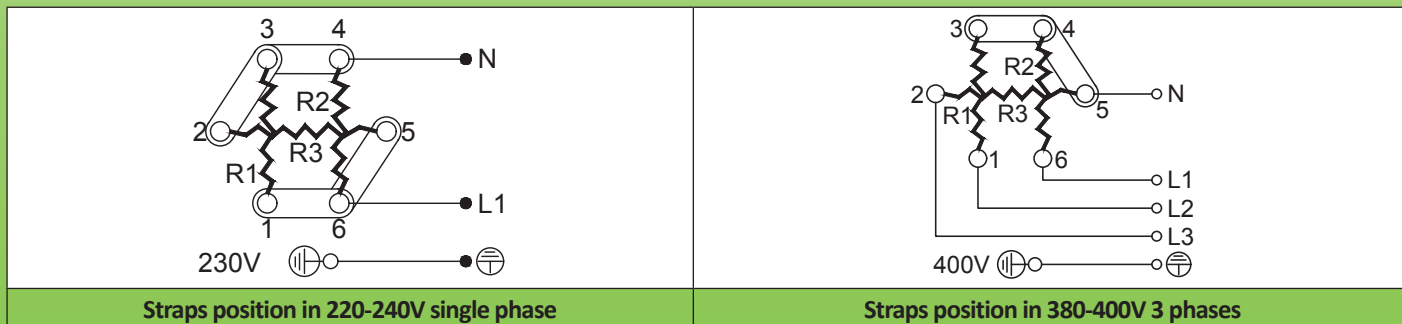 3 4
N
R2
2 5
R3
R1
L1
1 6
230V
Straps position in 220-240V single phase
3 4
R2
2 N
5
R1 R3
1 6
L1
L2
L3
400V
Straps position in 380-400V 3 phases